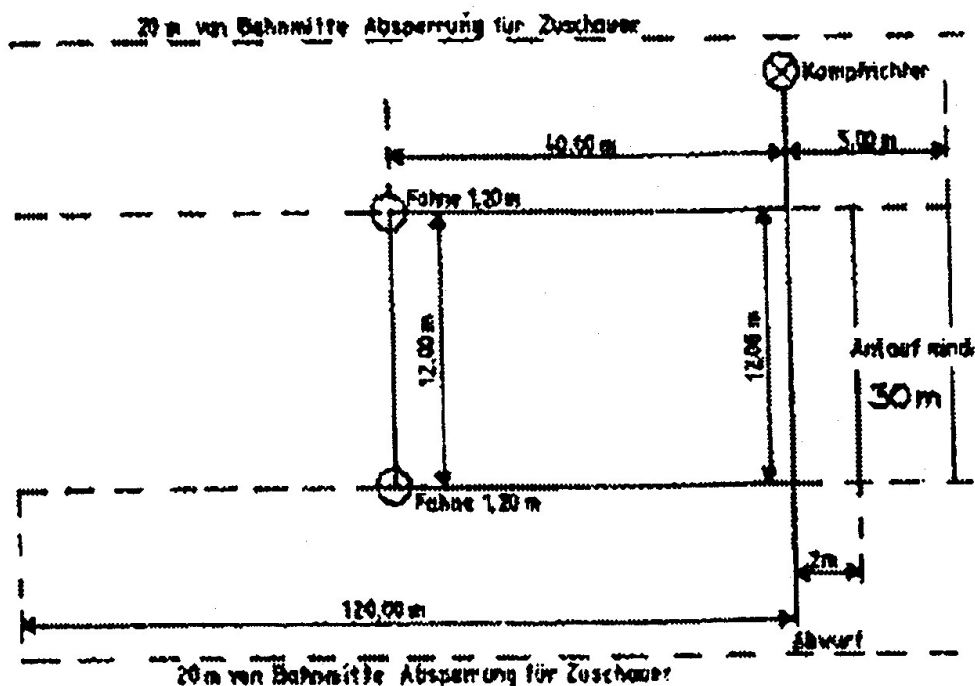 20 m von Bahnmitte Absperrung für Zuschauer
Kampfrichter
40,60 m
5,00 m
Fahne 1,20 m
12,00 m
12,06 m
Anlauf mind.
30 m
Fahne 1,20 m
2m
120,00 m
Abwurf
20 m von Bahnmitte Absperrung für Zuschauer